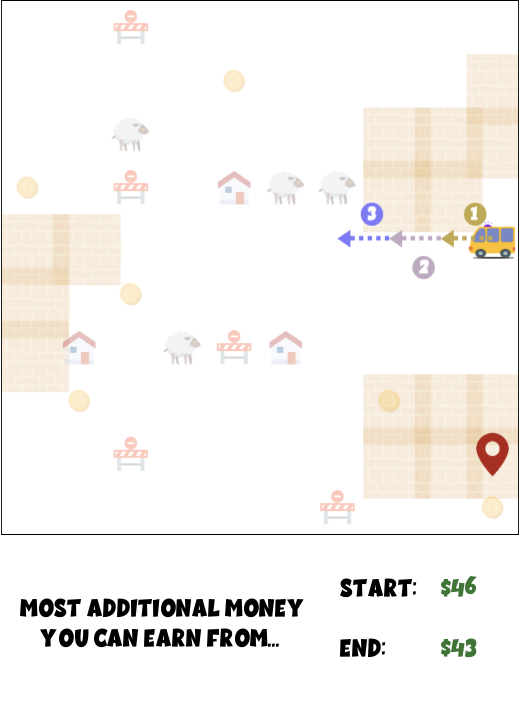 1
3
2
START: $46
MOST ADDITIONAL MONEY
YOU CAN EARN FROM...
END: $43